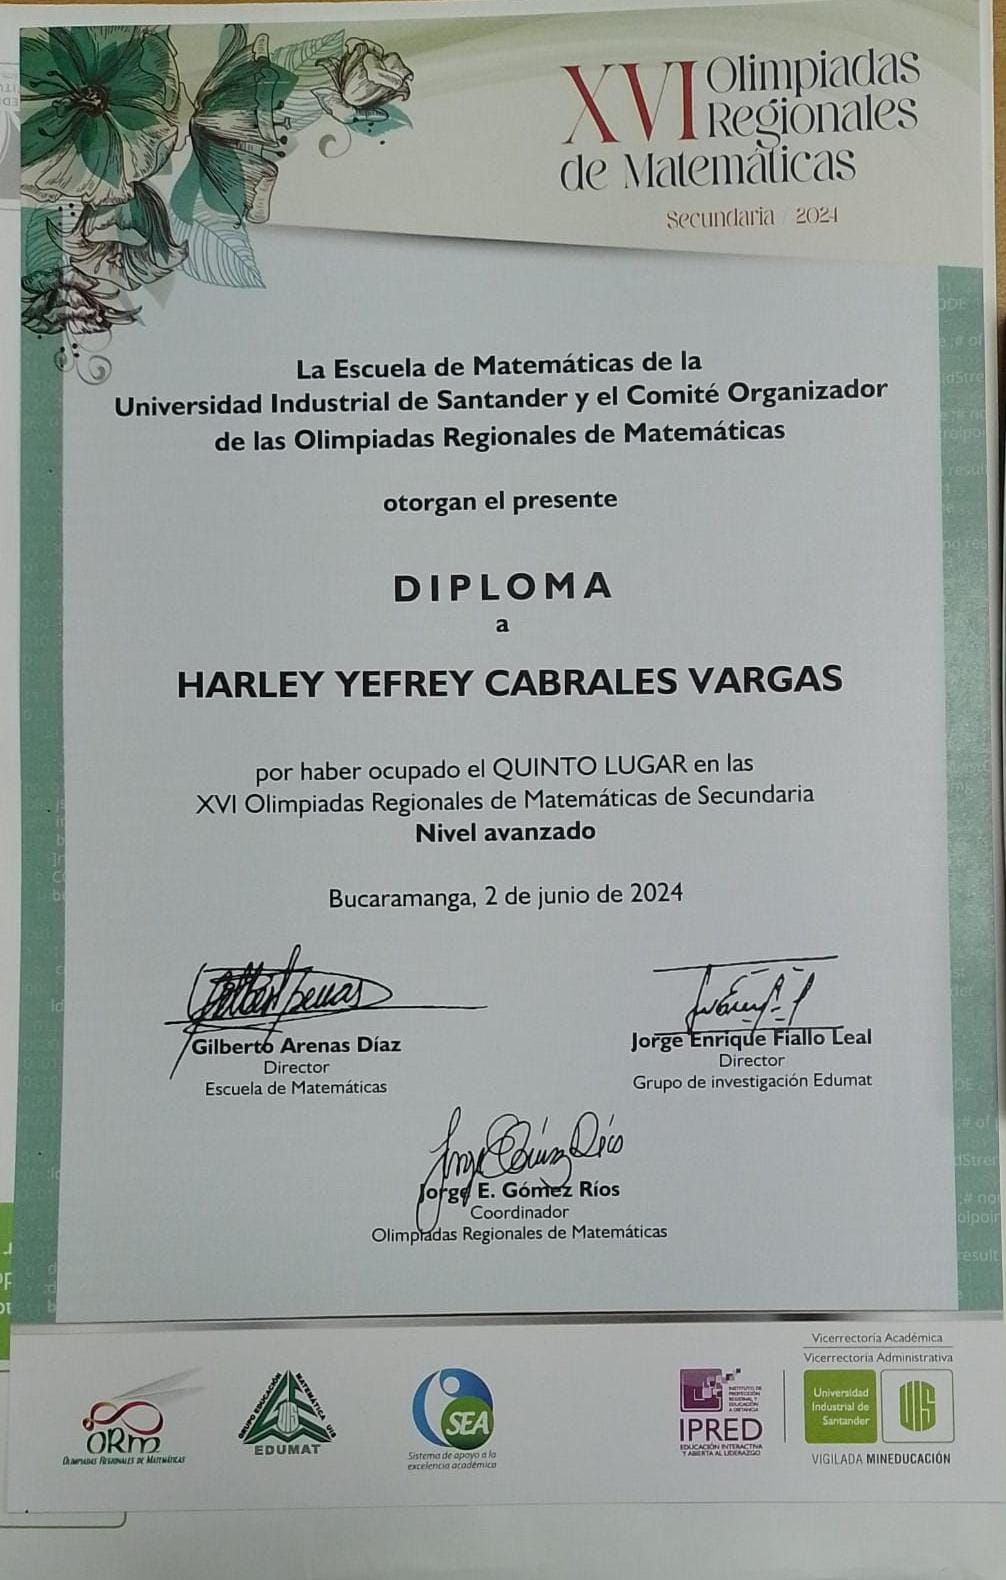 XVI Olimpiadas
Regionales
de Matemáticas
Secundaria / 2024
La Escuela de Matemáticas de la
Universidad Industrial de Santander y el Comité Organizador
de las Olimpiadas Regionales de Matemáticas
otorgan el presente
DIPLOMA
a
HARLEY YEFREY CABRALES VARGAS
por haber ocupado el QUINTO LUGAR en las
XVI Olimpiadas Regionales de Matemáticas de Secundaria
Nivel avanzado
Bucaramanga, 2 de junio de 2024
Gilberto Arenas Díaz
Director
Escuela de Matemáticas
Jorge Enrique Fiallo Leal
Director
Grupo de investigación Edumat
Jorge E. Gómez Ríos
Coordinador
Olimpiadas Regionales de Matemáticas
ORM
OLIMPIADAS REGIONALES DE MATEMÁTICAS
GRUPO EDUCACIÓN MATEMÁTICA UIS
EDUMAT
SEA
Sistema de apoyo a la
excelencia académica
INSTITUTO DE
PROYECCIÓN
REGIONAL Y
EDUCACIÓN
A DISTANCIA
IPRED
EDUCACIÓN INTERACTIVA
Y ABIERTA AL LIDERAZGO
Vicerrectoría Académica
Vicerrectoría Administrativa
Universidad
Industrial de
Santander
UIS
VIGILADA MINEDUCACIÓN